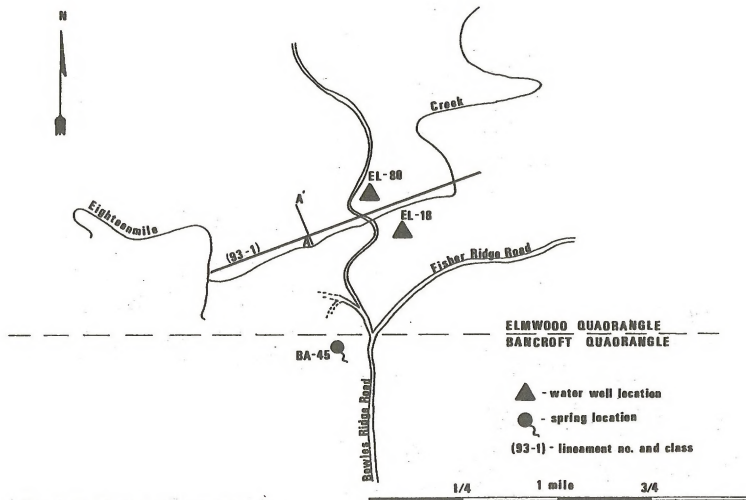 N
Creek
EL-80
A'
EL-18
Eighteenmile
A
(93-1)
Fisher Ridge Road
ELMWOOD QUADRANGLE
BANCROFT QUADRANGLE
BA-45
Bowles Ridge Road
- water well location
- spring location
(93-1) - lineament no. and class
1/4 1 mile 3/4